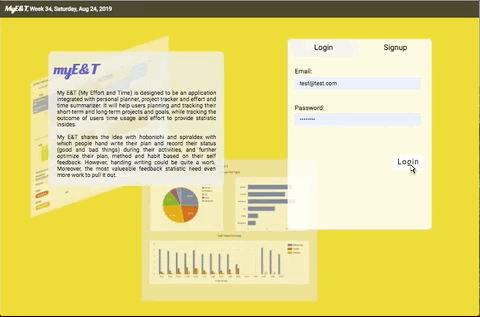 MyE&T, Week 34, Saturday, Aug 24, 2019
myE&T
My E&T (My Effort and Time) is designed to be an application
integrated with personal planner, project tracker and effort and
time summarizer. It will help users planning and tracking their
short-term and long-term projects and goals, while tracking the
outcome of users time usage and effort to provide statistic
insides.
My E&T shares the idea with hobonichi and spiraldex with
which people hand write their plan and record their status
(good and bad things) during their activities, and further
optimize their plan, method and habit based on their self
feedback. However, handing writing could be quite a worl.
Moreover, the most valueable feedback statistic need even
more work to pull it out.
Login
Signup
Email:
test@test.com
Password:
Login